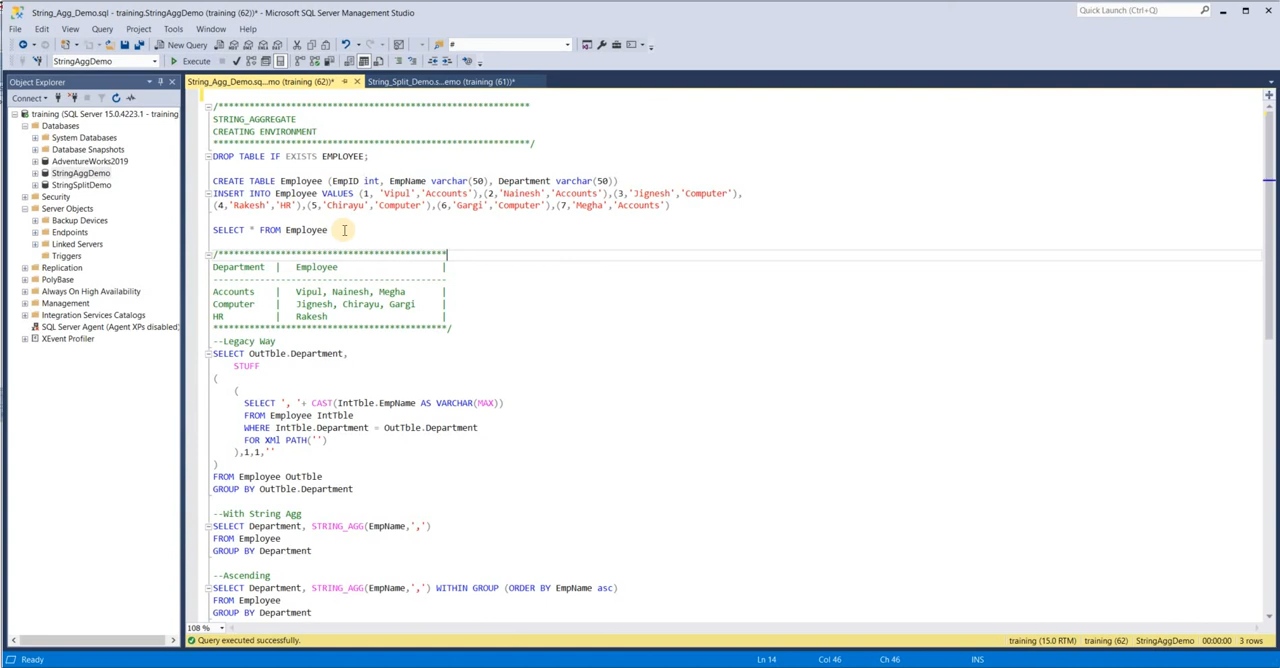 String_Agg_Demo.sql - training.StringAggDemo (training (62))* - Microsoft SQL Server Management Studio
Quick Launch (Ctrl+Q)
File Edit View Query Project Tools Window Help
New Query
#
StringAggDemo
Execute
Object Explorer
String_Agg_Demo.sq...mo (training (62))*
String_Split_Demo.s...emo (training (61))*
Connect
training (SQL Server 15.0.4223.1 - training
Databases
System Databases
Database Snapshots
AdventureWorks2019
StringAggDemo
StringSplitDemo
Security
Server Objects
Backup Devices
Endpoints
Linked Servers
Triggers
Replication
PolyBase
Always On High Availability
Management
Integration Services Catalogs
SQL Server Agent (Agent XPs disabled)
XEvent Profiler
/************************************************************
STRING_AGGREGATE
CREATING ENVIRONMENT
*************************************************************/
DROP TABLE IF EXISTS EMPLOYEE;
CREATE TABLE Employee (EmpID int, EmpName varchar(50), Department varchar(50))
INSERT INTO Employee VALUES (1, 'Vipul','Accounts'),(2,'Nainesh','Accounts'),(3,'Jignesh','Computer'),
(4,'Rakesh','HR'),(5,'Chirayu','Computer'),(6,'Gargi','Computer'),(7,'Megha','Accounts')
SELECT * FROM Employee
/********************************************
Department | Employee |
---------------------------------------------
Accounts | Vipul, Nainesh, Megha |
Computer | Jignesh, Chirayu, Gargi |
HR | Rakesh |
*********************************************/
--Legacy Way
SELECT OutTble.Department,
STUFF
(
(
SELECT ', '+ CAST(IntTble.EmpName AS VARCHAR(MAX))
FROM Employee IntTble
WHERE IntTble.Department = OutTble.Department
FOR XMl PATH('')
),1,1,''
)
FROM Employee OutTble
GROUP BY OutTble.Department
--With String Agg
SELECT Department, STRING_AGG(EmpName,',')
FROM Employee
GROUP BY Department
--Ascending
SELECT Department, STRING_AGG(EmpName,',') WITHIN GROUP (ORDER BY EmpName asc)
FROM Employee
GROUP BY Department
108 %
Query executed successfully.
training (15.0 RTM) training (62) StringAggDemo 00:00:00 3 rows
Ready
Ln 14 Col 46 Ch 46 INS